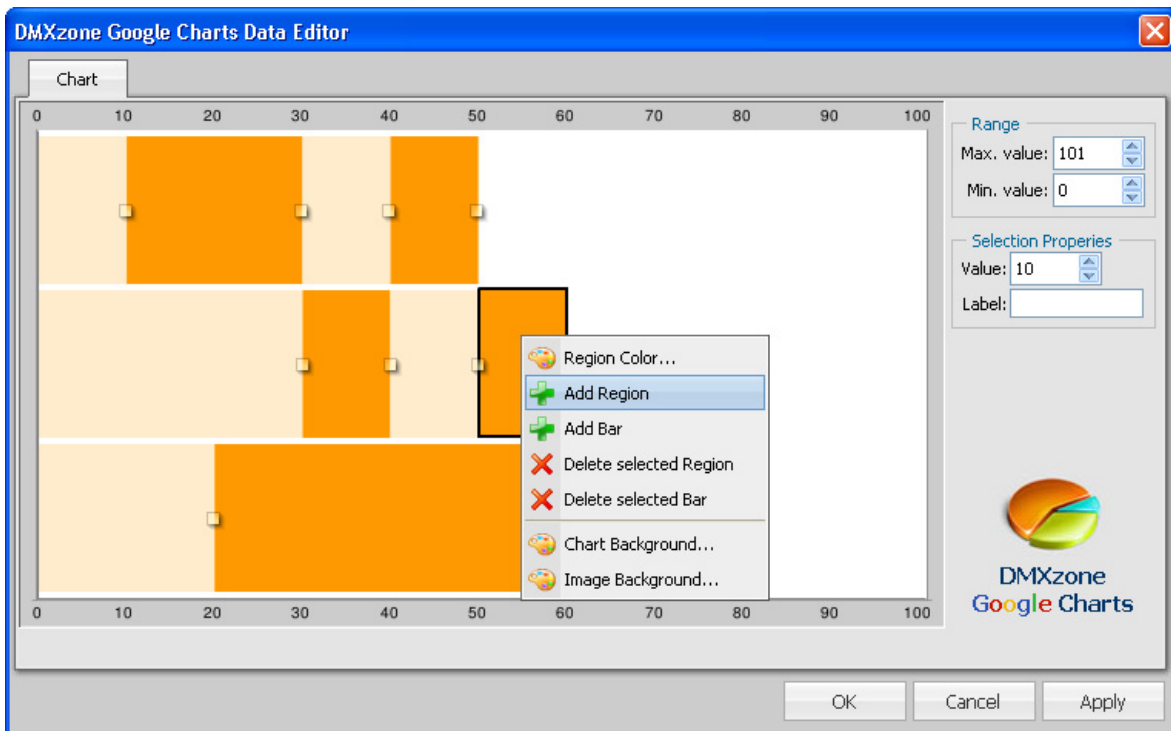 DMXzone Google Charts Data Editor
Chart
0 10 20 30 40 50 60 70 80 90 100
Range
Max. value: 101
Min. value: 0
Selection Properies
Value: 10
Label:
Region Color...
Add Region
Add Bar
Delete selected Region
Delete selected Bar
Chart Background...
Image Background...
DMXzone
Google Charts
0 10 20 30 40 50 60 70 80 90 100
OK Cancel Apply